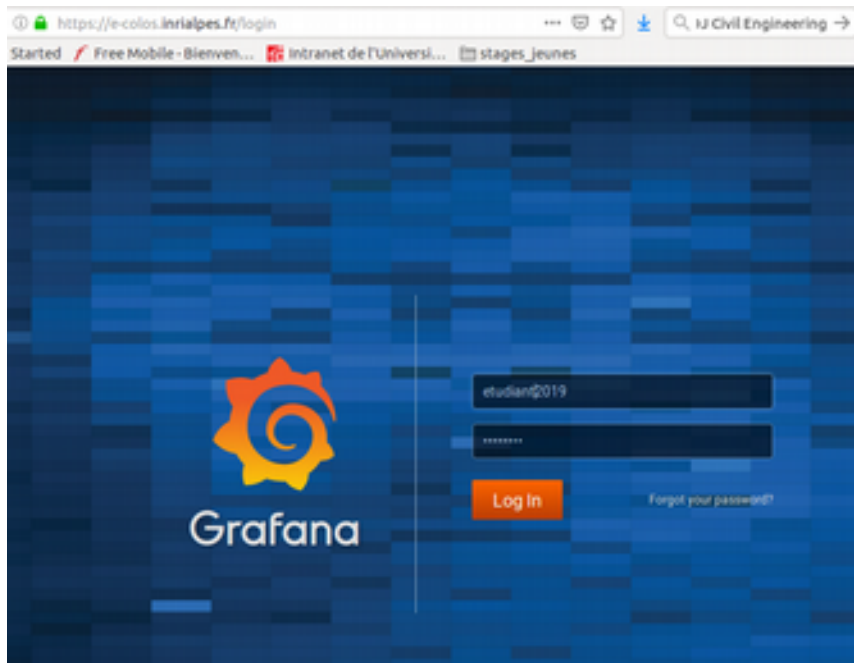 https://e-colos.inrialpes.fr/login
IJ Civil Engineering
Started Free Mobile - Bienven... Intranet de l'Universi... stages_jeunes
etudiant2019
••••••••
Log In Forgot your password?
Grafana